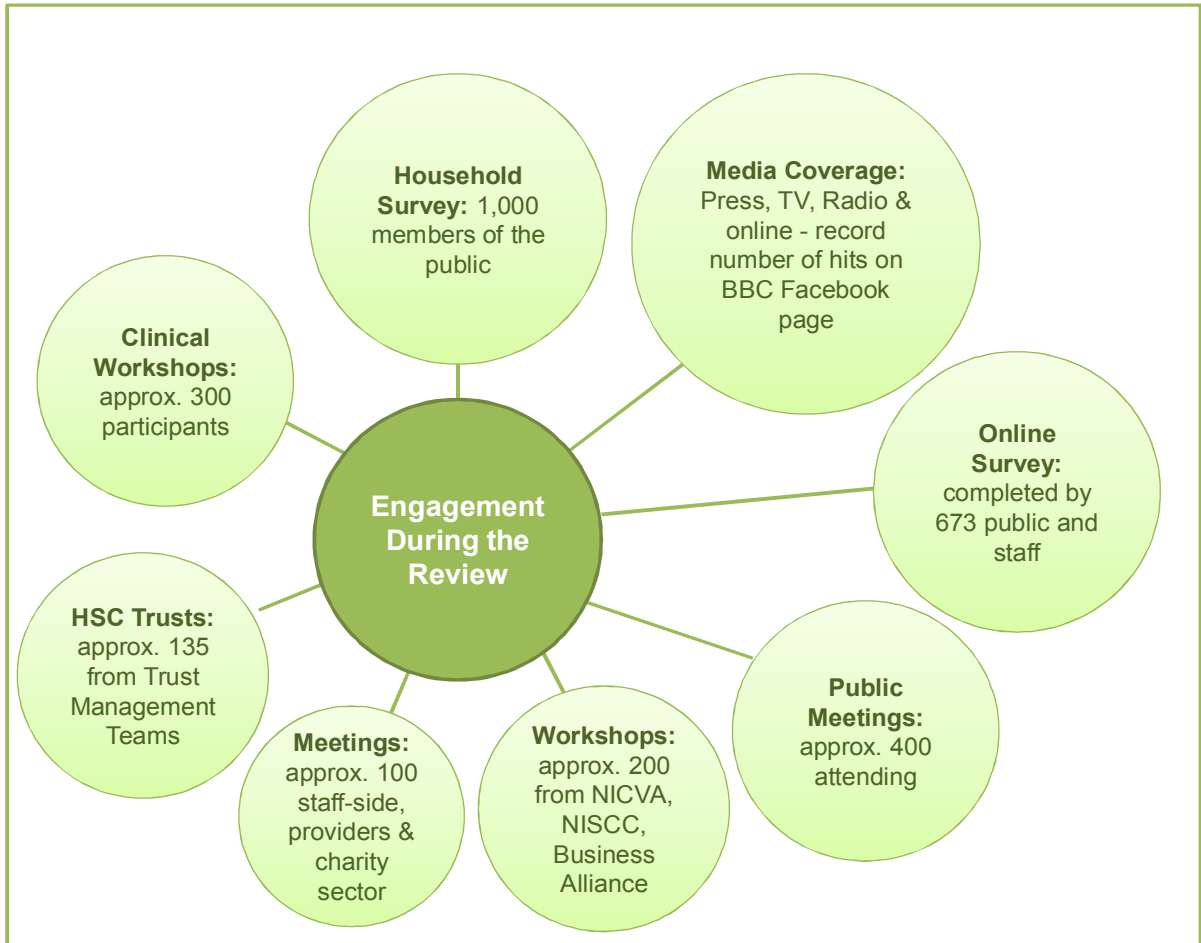 Household
Survey: 1,000
members of the
public
Media Coverage:
Press, TV, Radio &
online - record
number of hits on
BBC Facebook
page
Clinical
Workshops:
approx. 300
participants
Online
Survey:
completed by
673 public and
staff
Engagement
During the
Review
HSC Trusts:
approx. 135
from Trust
Management
Teams
Public
Meetings:
approx. 400
attending
Meetings:
approx. 100
staff-side,
providers &
charity
sector
Workshops:
approx. 200
from NICVA,
NISCC,
Business
Alliance